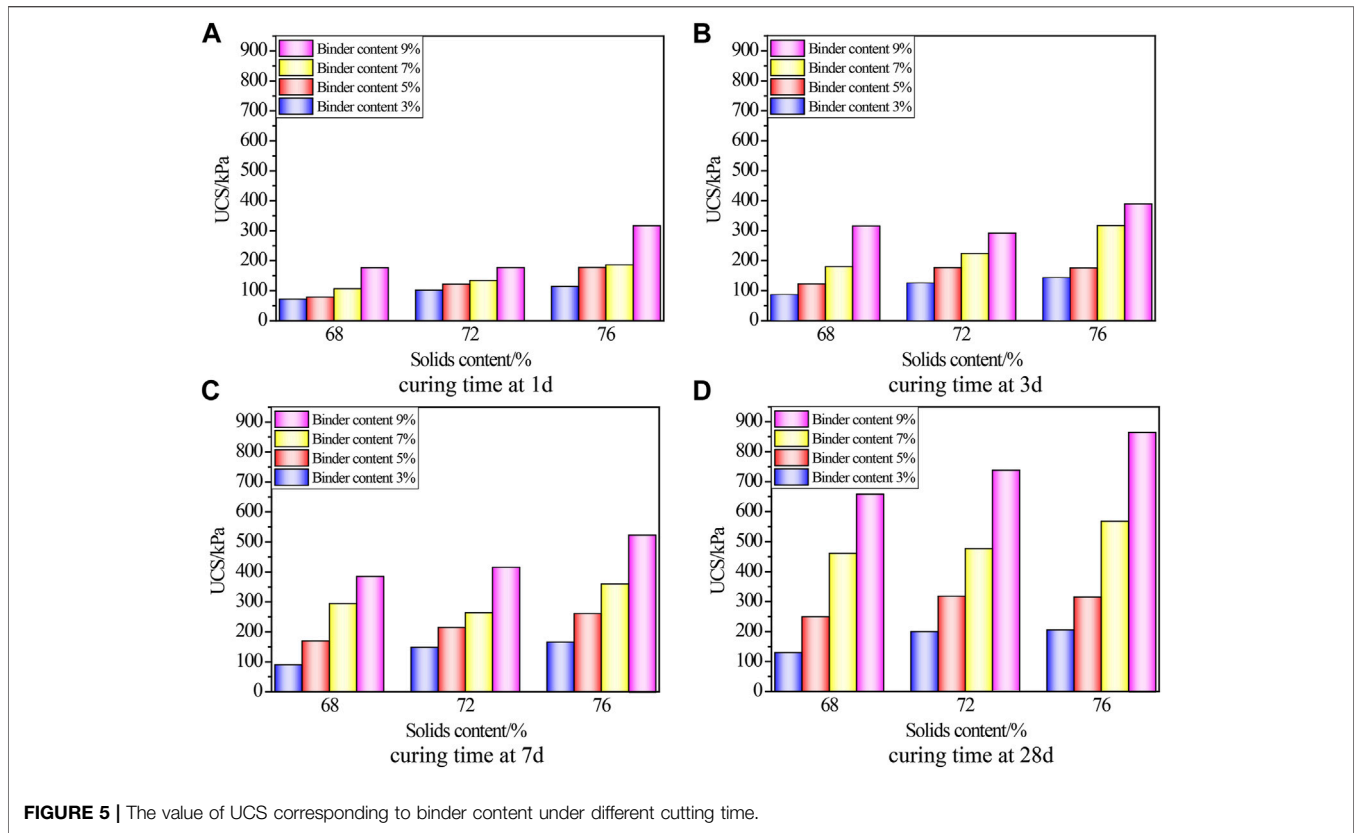 A
900
800
700
600
500
400
300
200
100
0
UCS/kPa
Binder content 9%
Binder content 7%
Binder content 5%
Binder content 3%
68 72 76
Solids content/%
curing time at 1d
B
900
800
700
600
500
400
300
200
100
0
UCS/kPa
Binder content 9%
Binder content 7%
Binder content 5%
Binder content 3%
68 72 76
Solids content/%
curing time at 3d
C
900
800
700
600
500
400
300
200
100
0
UCS/kPa
Binder content 9%
Binder content 7%
Binder content 5%
Binder content 3%
68 72 76
Solids content/%
curing time at 7d
D
900
800
700
600
500
400
300
200
100
0
UCS/kPa
Binder content 9%
Binder content 7%
Binder content 5%
Binder content 3%
68 72 76
Solids content/%
curing time at 28d
FIGURE 5 | The value of UCS corresponding to binder content under different cutting time.